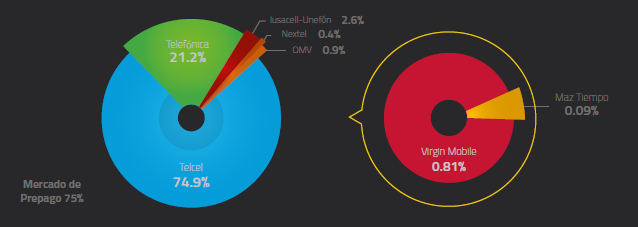 Iusacell-Unefón 2.6%
Nextel 0.4%
OMV 0.9%
Telefónica
21.2%
Telcel
74.9%
Mercado de
Prepago 75%
Maz Tiempo
0.09%
Virgin Mobile
0.81%